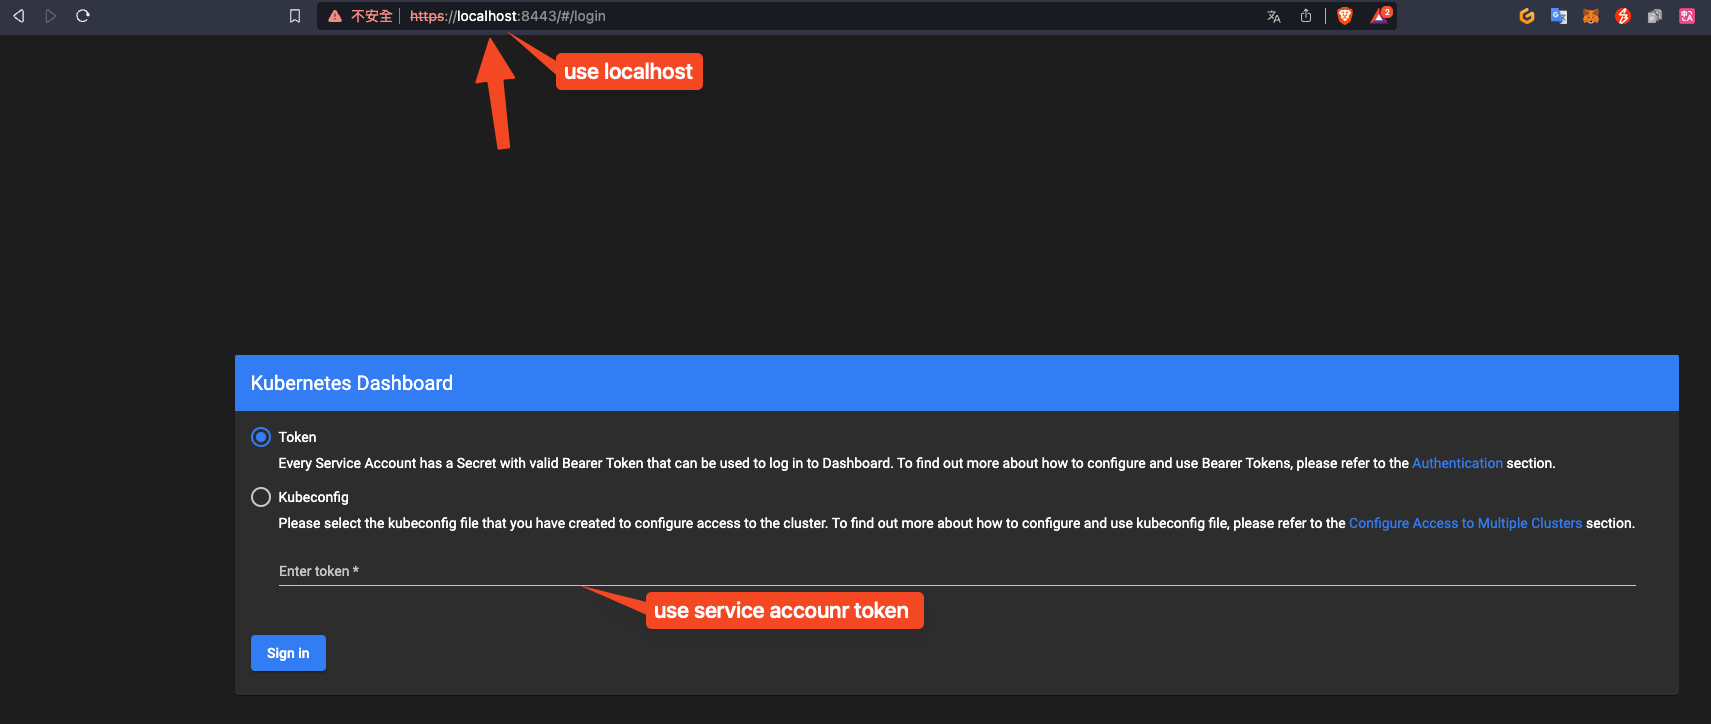 不安全 https://localhost:8443/#/login
2
use localhost
Kubernetes Dashboard
Token
Every Service Account has a Secret with valid Bearer Token that can be used to log in to Dashboard. To find out more about how to configure and use Bearer Tokens, please refer to the Authentication section.
Kubeconfig
Please select the kubeconfig file that you have created to configure access to the cluster. To find out more about how to configure and use kubeconfig file, please refer to the Configure Access to Multiple Clusters section.
Enter token *
use service accounr token
Sign in